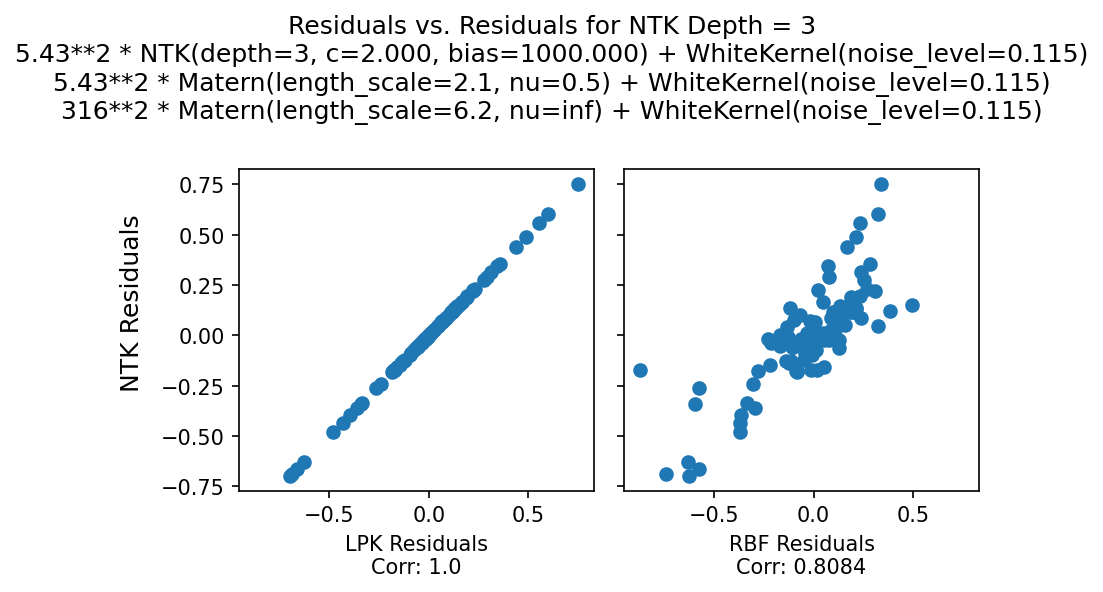 Residuals vs. Residuals for NTK Depth = 3
5.43**2 * NTK(depth=3, c=2.000, bias=1000.000) + WhiteKernel(noise_level=0.115)
5.43**2 * Matern(length_scale=2.1, nu=0.5) + WhiteKernel(noise_level=0.115)
316**2 * Matern(length_scale=6.2, nu=inf) + WhiteKernel(noise_level=0.115)
NTK Residuals
0.75
0.50
0.25
0.00
−0.25
−0.50
−0.75
−0.5 0.0 0.5
LPK Residuals
Corr: 1.0
−0.5 0.0 0.5
RBF Residuals
Corr: 0.8084